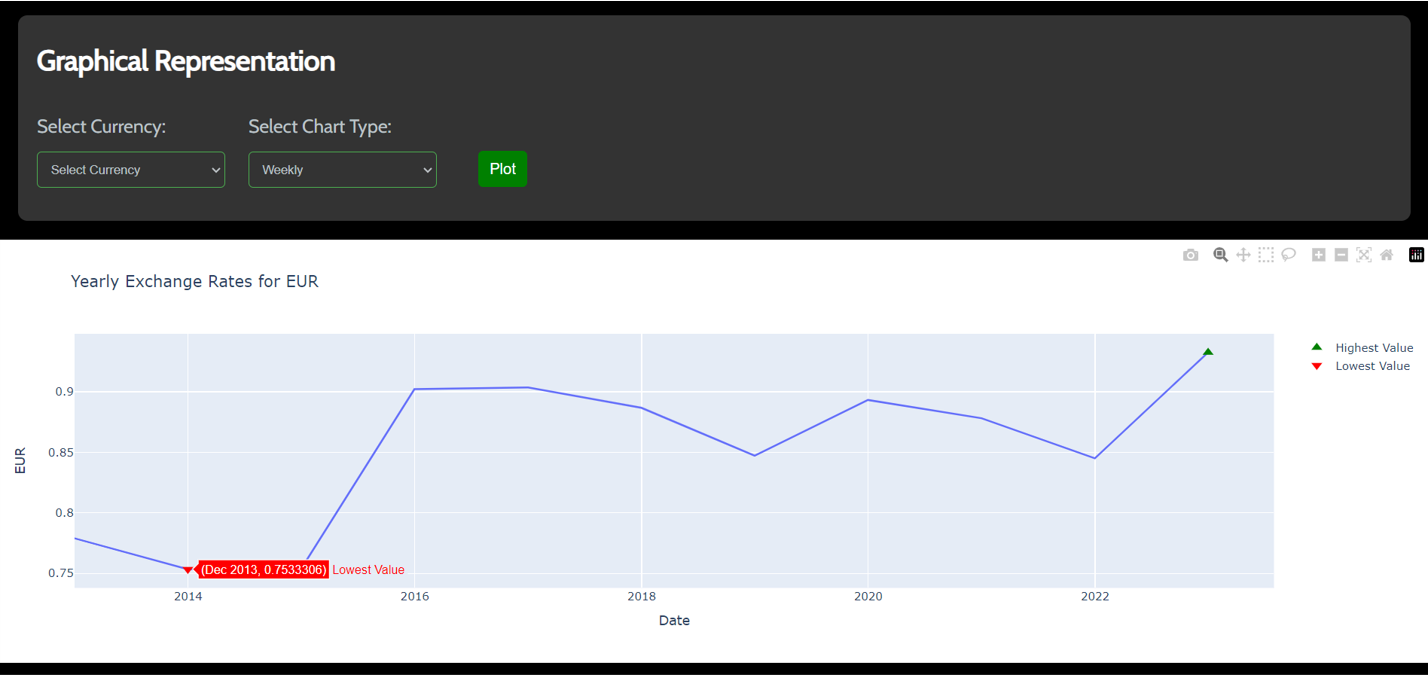 Graphical Representation
Select Currency: Select Chart Type:
Select Currency Weekly Plot
Yearly Exchange Rates for EUR
Highest Value
Lowest Value
0.9
0.85
0.8
0.75
EUR
(Dec 2013, 0.7533306) Lowest Value
2014 2016 2018 2020 2022
Date